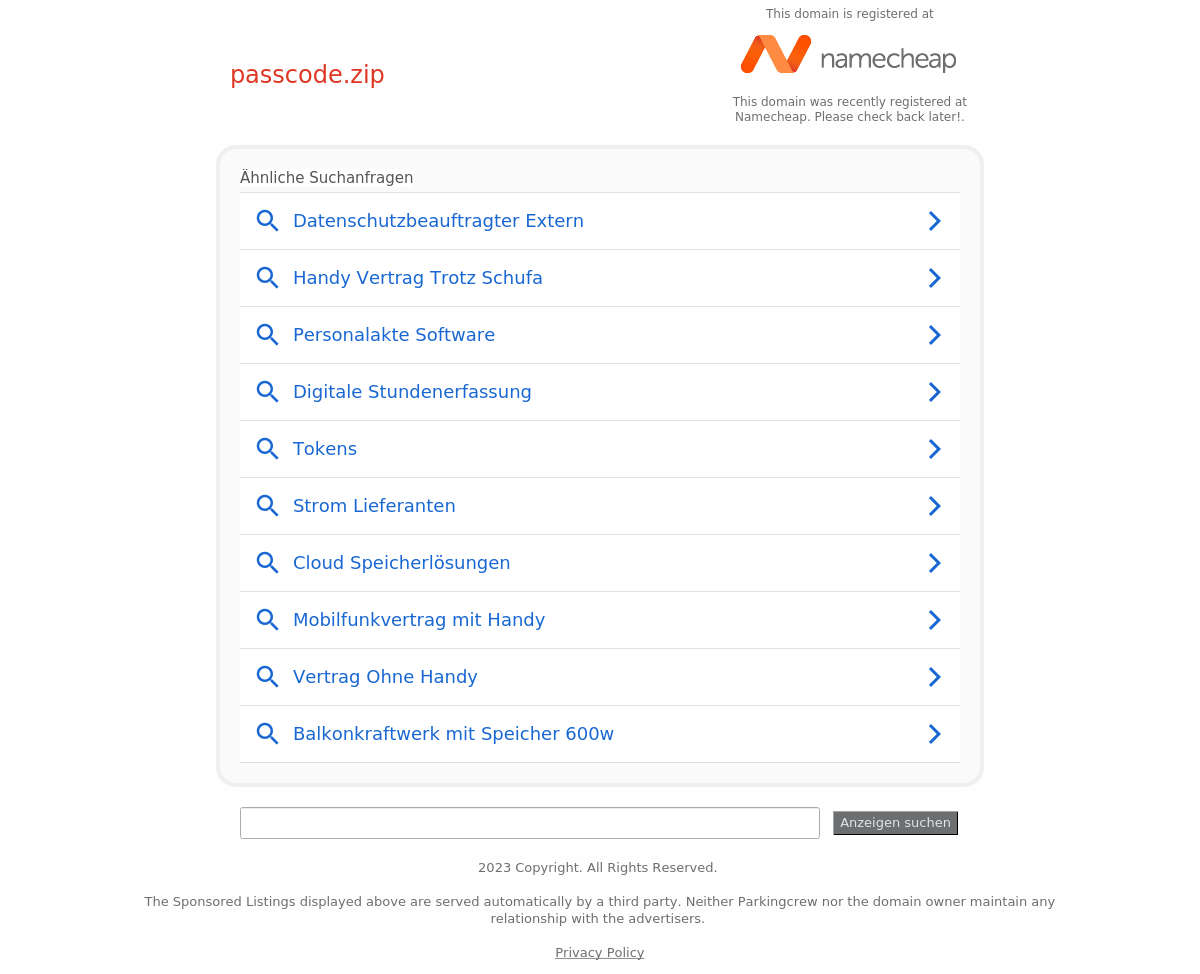 This domain is registered at
passcode.zip
namecheap
This domain was recently registered at
Namecheap. Please check back later!.
Ähnliche Suchanfragen
Datenschutzbeauftragter Extern
Handy Vertrag Trotz Schufa
Personalakte Software
Digitale Stundenerfassung
Tokens
Strom Lieferanten
Cloud Speicherlösungen
Mobilfunkvertrag mit Handy
Vertrag Ohne Handy
Balkonkraftwerk mit Speicher 600w
Anzeigen suchen
2023 Copyright. All Rights Reserved.
The Sponsored Listings displayed above are served automatically by a third party. Neither Parkingcrew nor the domain owner maintain any
relationship with the advertisers.
Privacy Policy